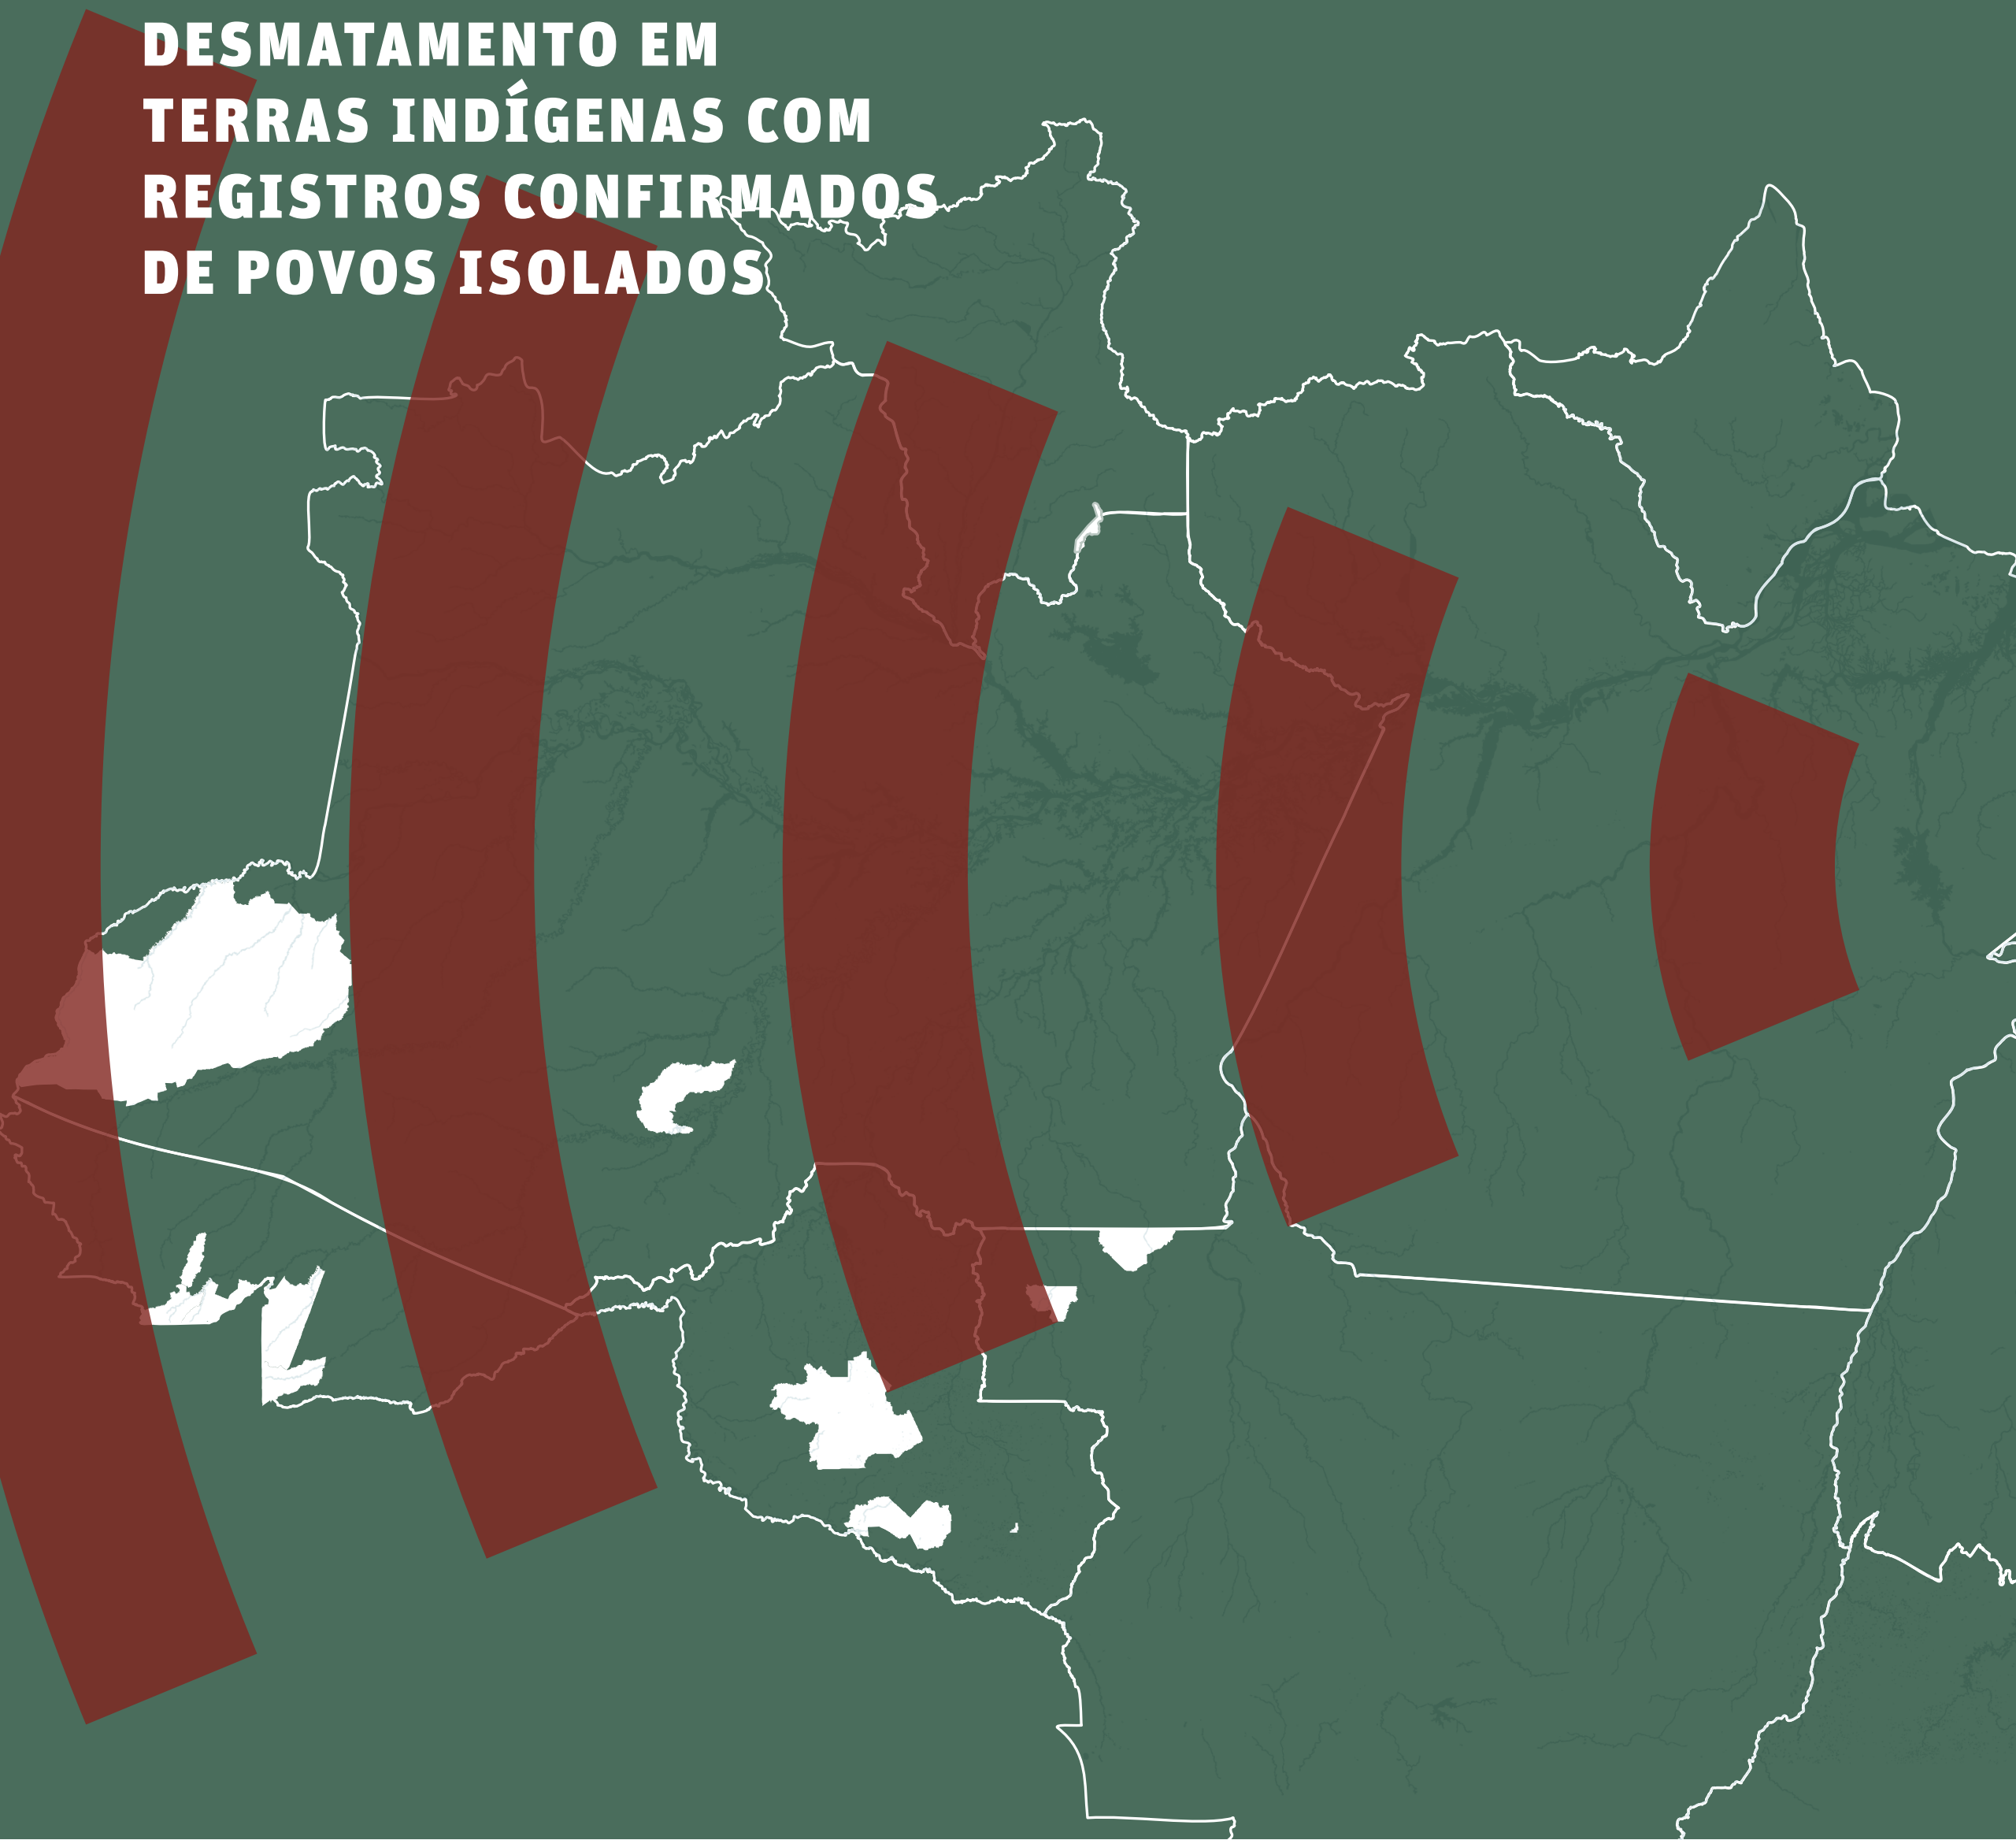 DESMATAMENTO EM
TERRAS INDÍGENAS COM
REGISTROS CONFIRMADOS
DE POVOS ISOLADOS